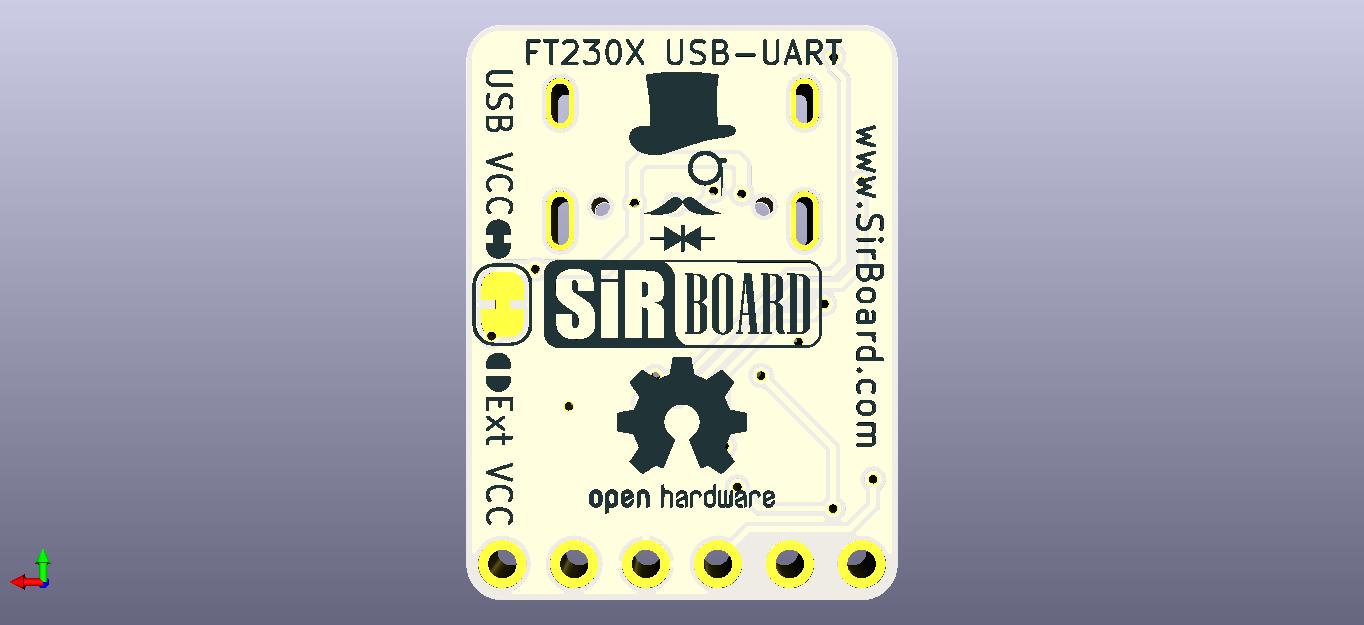 FT230X USB-UART
USB VCC
www.SirBoard.com
SiR BOARD
Ext VCC
open hardware